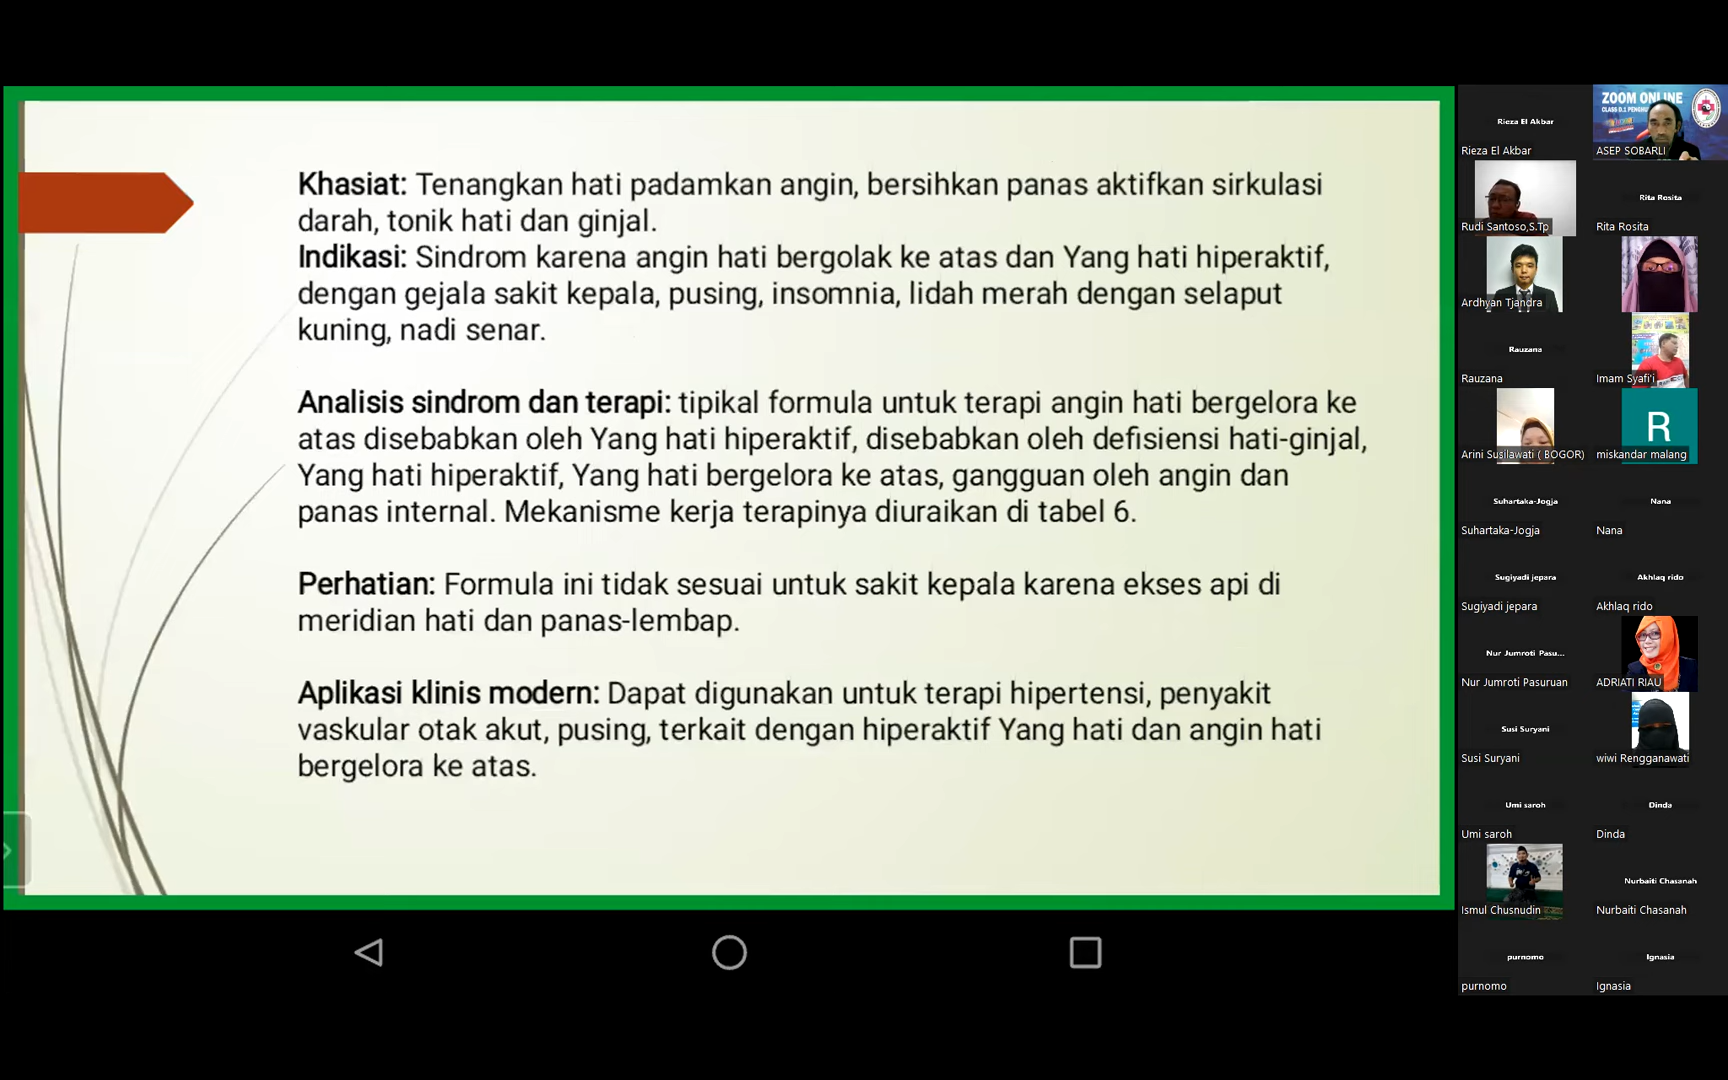 Khasiat: Tenangkan hati padamkan angin, bersihkan panas aktifkan sirkulasi
darah, tonik hati dan ginjal.
Indikasi: Sindrom karena angin hati bergolak ke atas dan Yang hati hiperaktif,
dengan gejala sakit kepala, pusing, insomnia, lidah merah dengan selaput
kuning, nadi senar.
Analisis sindrom dan terapi: tipikal formula untuk terapi angin hati bergelora ke
atas disebabkan oleh Yang hati hiperaktif, disebabkan oleh defisiensi hati-ginjal,
Yang hati hiperaktif, Yang hati bergelora ke atas, gangguan oleh angin dan
panas internal. Mekanisme kerja terapinya diuraikan di tabel 6.
Perhatian: Formula ini tidak sesuai untuk sakit kepala karena ekses api di
meridian hati dan panas-lembap.
Aplikasi klinis modern: Dapat digunakan untuk terapi hipertensi, penyakit
vaskular otak akut, pusing, terkait dengan hiperaktif Yang hati dan angin hati
bergelora ke atas.
Rieza El Akbar
Rieza El Akbar
ZOOM ONLINE
CLASS D.1
ASEP SOBARLI
Rudi Santoso,S.Tp
Rita Rosita
Rita Rosita
Ardhyan Tjandra
Rauzana
Rauzana
Imam Syafi'i
Arini Susilawati ( BOGOR)
R
miskandar malang
Suhartaka-Jogja
Suhartaka-Jogja
Nana
Nana
Sugiyadi jepara
Sugiyadi jepara
Akhlaq rido
Akhlaq rido
Nur Jumroti Pasu...
Nur Jumroti Pasuruan
ADRIATI RIAU
Susi Suryani
Susi Suryani
wiwi Rengganawati
Umi saroh
Umi saroh
Dinda
Dinda
Ismul Chusnudin
Nurbaiti Chasanah
Nurbaiti Chasanah
purnomo
purnomo
Ignasia
Ignasia